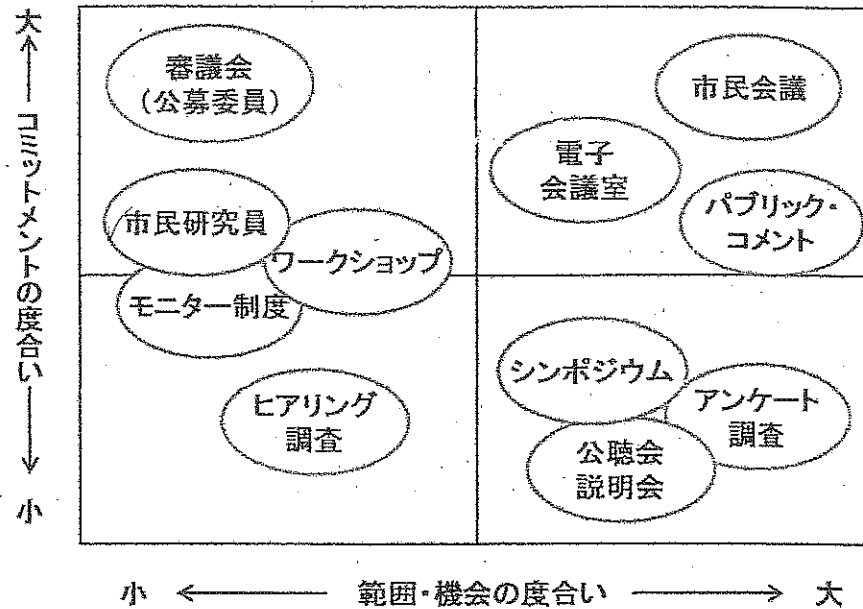 大
コミットメントの度合い
小
審議会
（公募委員）
市民会議
電子
会議室
市民研究員
パブリック・
コメント
ワークショップ
モニター制度
シンポジウム
ヒアリング
調査
アンケート
調査
公聴会
説明会
小
範囲・機会の度合い
大